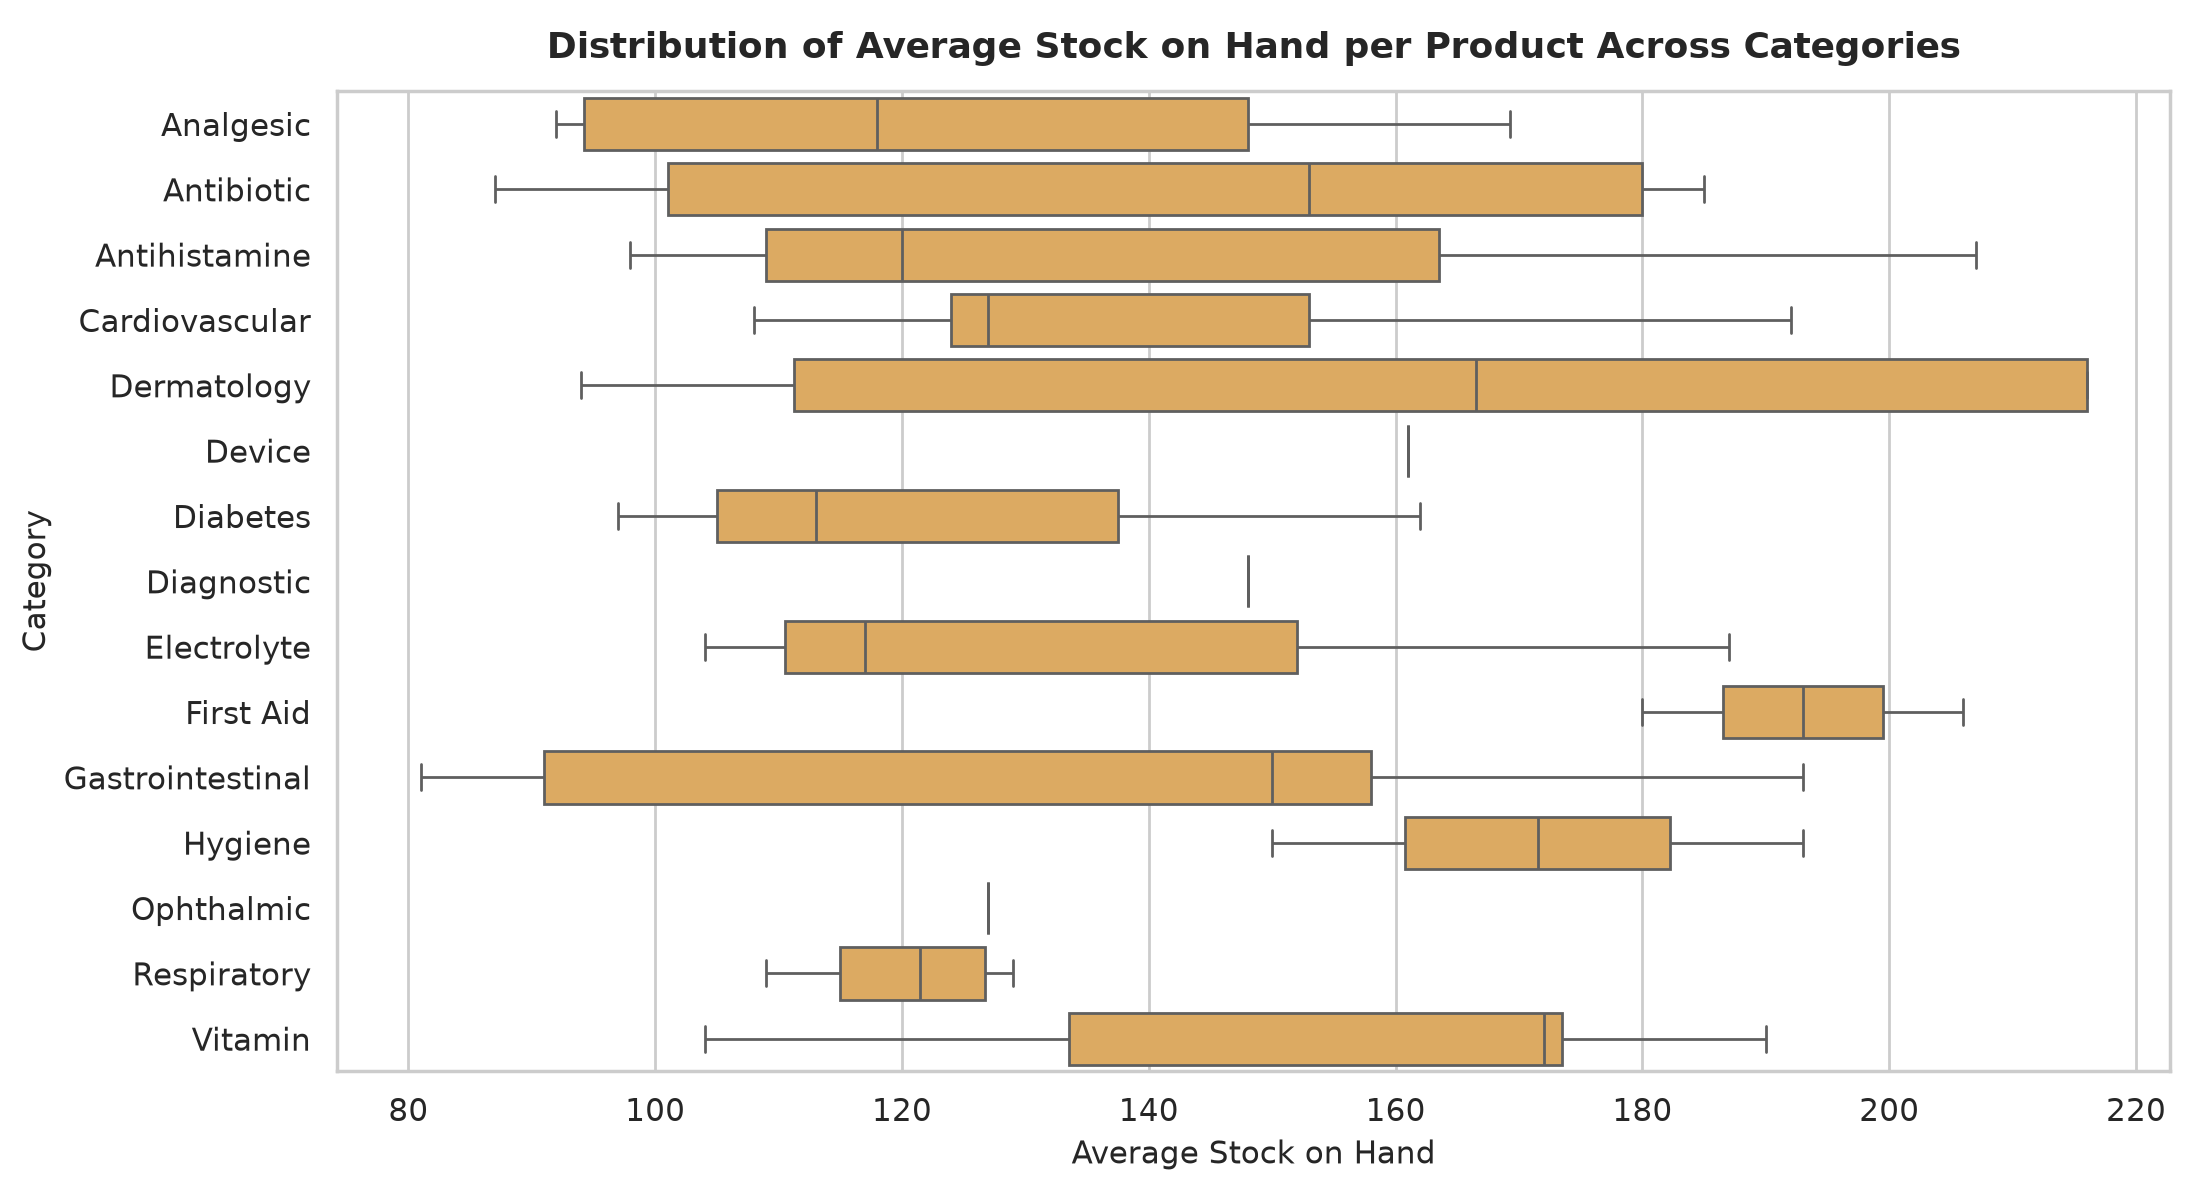 Distribution of Average Stock on Hand per Product Across Categories
Category
Analgesic
Antibiotic
Antihistamine
Cardiovascular
Dermatology
Device
Diabetes
Diagnostic
Electrolyte
First Aid
Gastrointestinal
Hygiene
Ophthalmic
Respiratory
Vitamin
80 100 120 140 160 180 200 220
Average Stock on Hand